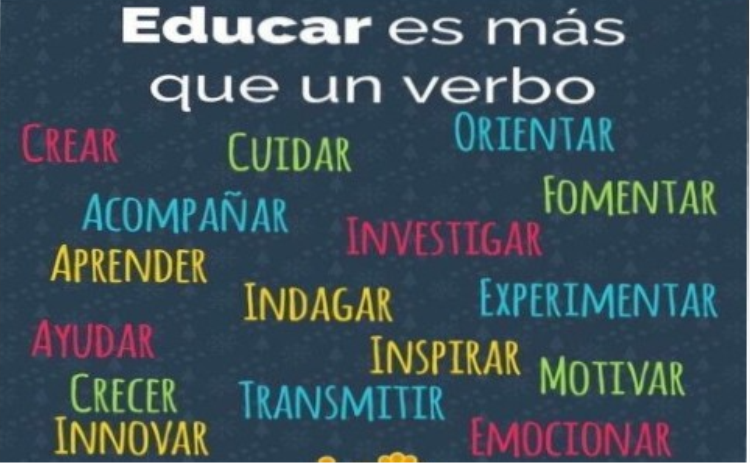 Educar es más
que un verbo
CREAR
CUIDAR
ORIENTAR
ACOMPAÑAR
FOMENTAR
INVESTIGAR
APRENDER
INDAGAR
EXPERIMENTAR
AYUDAR
INSPIRAR
CRECER
TRANSMITIR
MOTIVAR
INNOVAR
EMOCIONAR